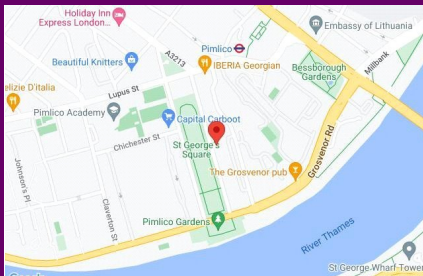 Holiday Inn
Express London...
Embassy of Lithuania
A3213
Pimlico
Beautiful Knitters
IBERIA Georgian
Bessborough
Gardens
Millbank
Lupus St
elizie D'italia
Pimlico Academy
Capital Carboot
Chichester St
St George's
Square
Grosvenor Rd
The Grosvenor pub
Johnson's Pl
Claverton St
Pimlico Gardens
River Thames
St George Wharf Tower